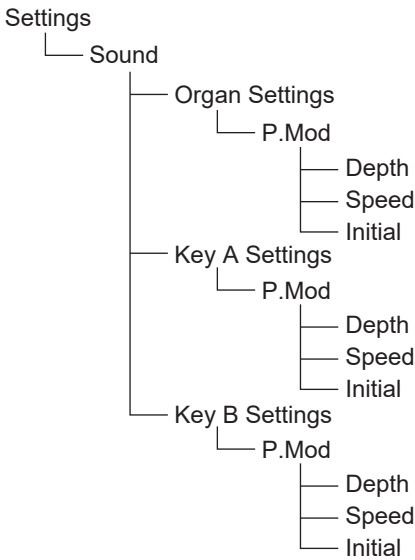 Settings
Sound
Organ Settings
P.Mod
Depth
Speed
Initial
Key A Settings
P.Mod
Depth
Speed
Initial
Key B Settings
P.Mod
Depth
Speed
Initial